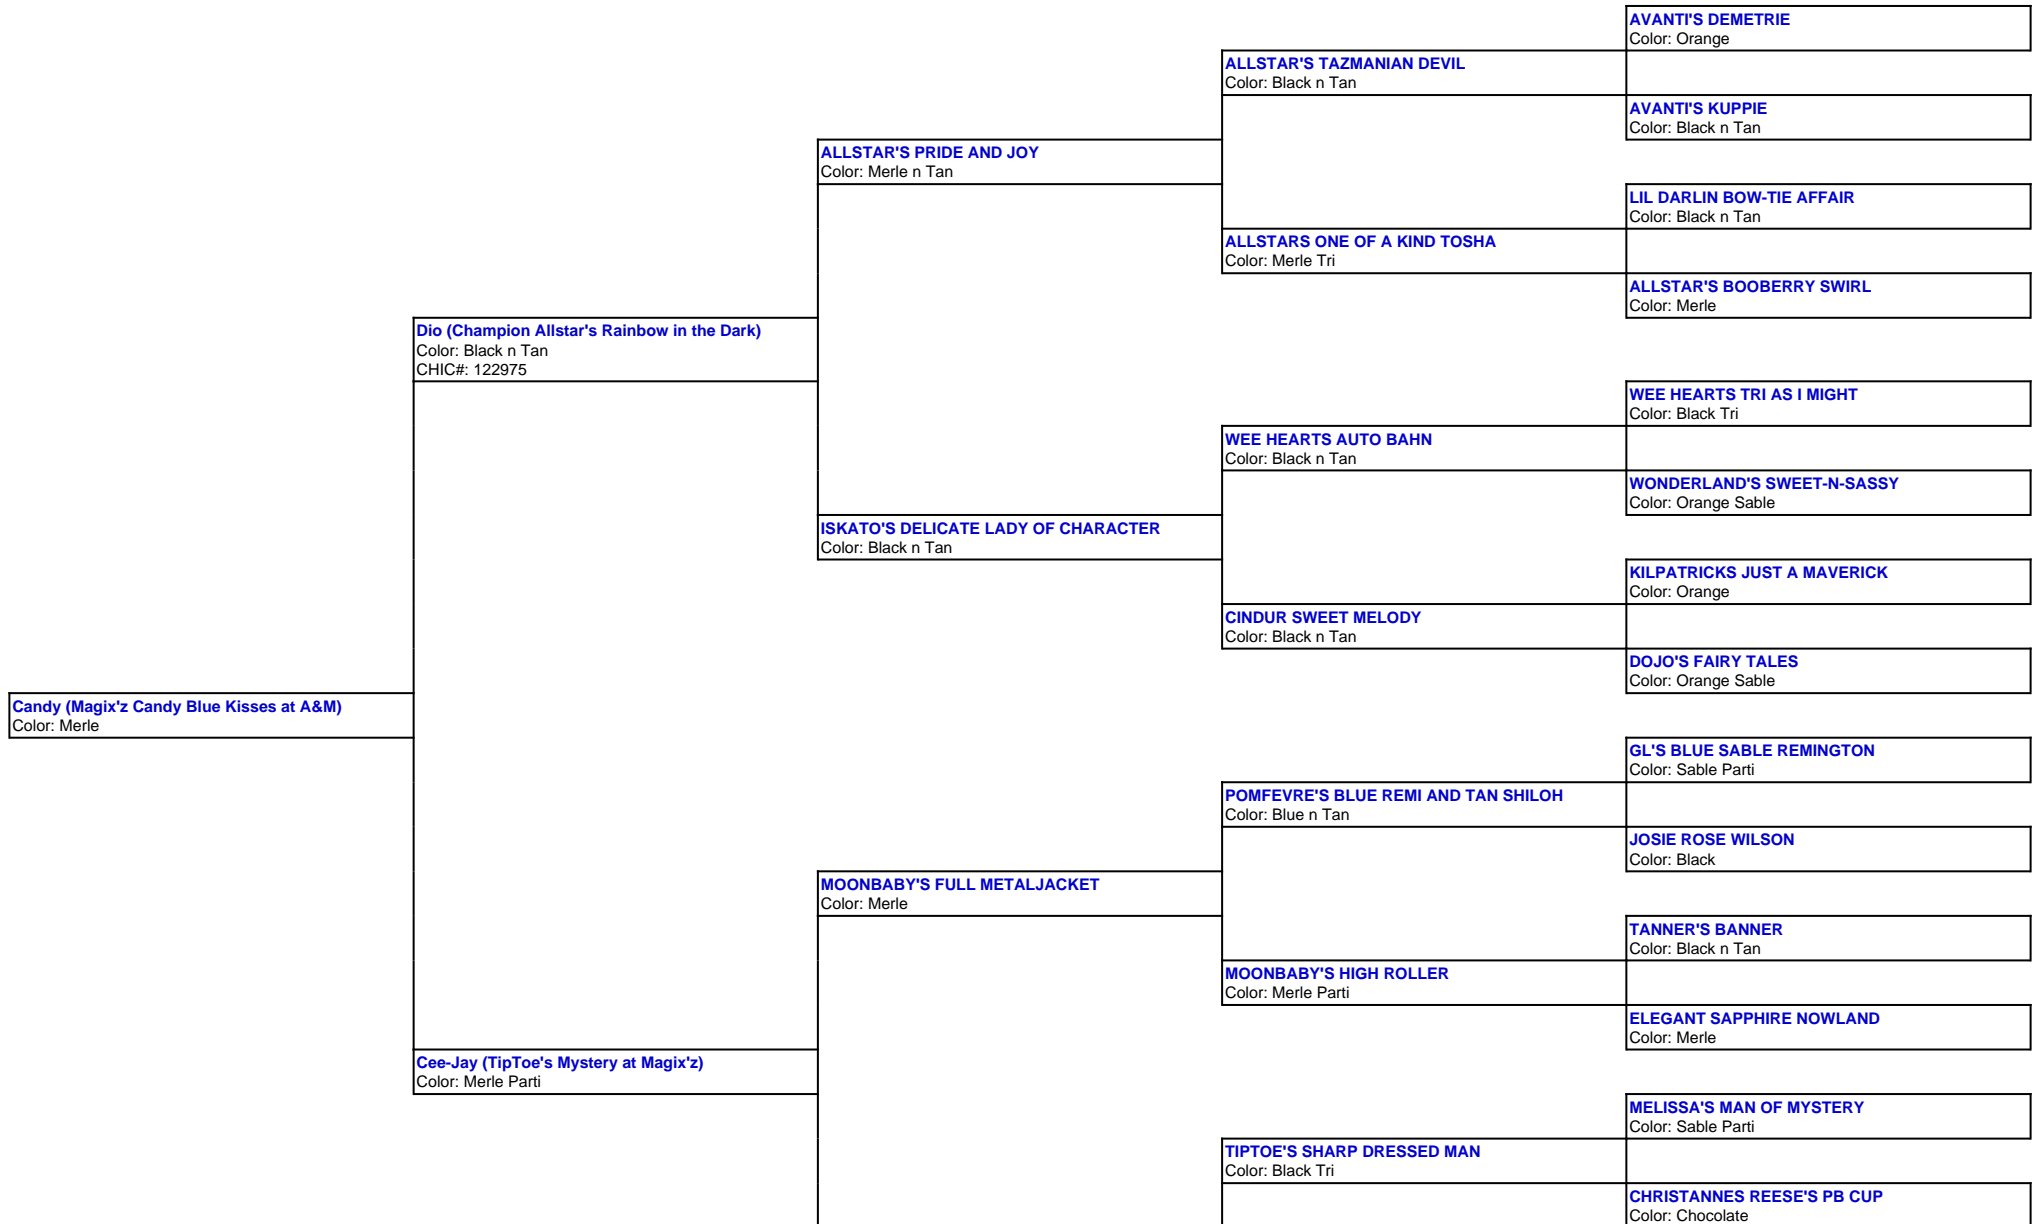 AVANTI'S DEMETRIE
Color: Orange
ALLSTAR'S TAZMANIAN DEVIL
Color: Black n Tan
AVANTI'S KUPPIE
Color: Black n Tan
ALLSTAR'S PRIDE AND JOY
Color: Merle n Tan
LIL DARLIN BOW-TIE AFFAIR
Color: Black n Tan
ALLSTARS ONE OF A KIND TOSHA
Color: Merle Tri
ALLSTAR'S BOOBERRY SWIRL
Color: Merle
Dio (Champion Allstar's Rainbow in the Dark)
Color: Black n Tan
CHIC#: 122975
WEE HEARTS TRI AS I MIGHT
Color: Black Tri
WEE HEARTS AUTO BAHN
Color: Black n Tan
WONDERLAND'S SWEET-N-SASSY
Color: Orange Sable
ISKATO'S DELICATE LADY OF CHARACTER
Color: Black n Tan
KILPATRICKS JUST A MAVERICK
Color: Orange
CINDUR SWEET MELODY
Color: Black n Tan
DOJO'S FAIRY TALES
Color: Orange Sable
Candy (Magix'z Candy Blue Kisses at A&M)
Color: Merle
GL'S BLUE SABLE REMINGTON
Color: Sable Parti
POMFEVRE'S BLUE REMI AND TAN SHILOH
Color: Blue n Tan
JOSIE ROSE WILSON
Color: Black
MOONBABY'S FULL METALJACKET
Color: Merle
TANNER'S BANNER
Color: Black n Tan
MOONBABY'S HIGH ROLLER
Color: Merle Parti
ELEGANT SAPPHIRE NOWLAND
Color: Merle
Cee-Jay (TipToe's Mystery at Magix'z)
Color: Merle Parti
MELISSA'S MAN OF MYSTERY
Color: Sable Parti
TIPTOE'S SHARP DRESSED MAN
Color: Black Tri
CHRISTANNES REESE'S PB CUP
Color: Chocolate